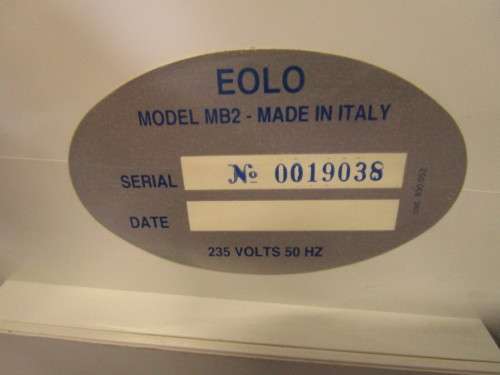 EOLO
MODEL MB2 - MADE IN ITALY
SERIAL № 0019038
DATE
235 VOLTS 50 HZ